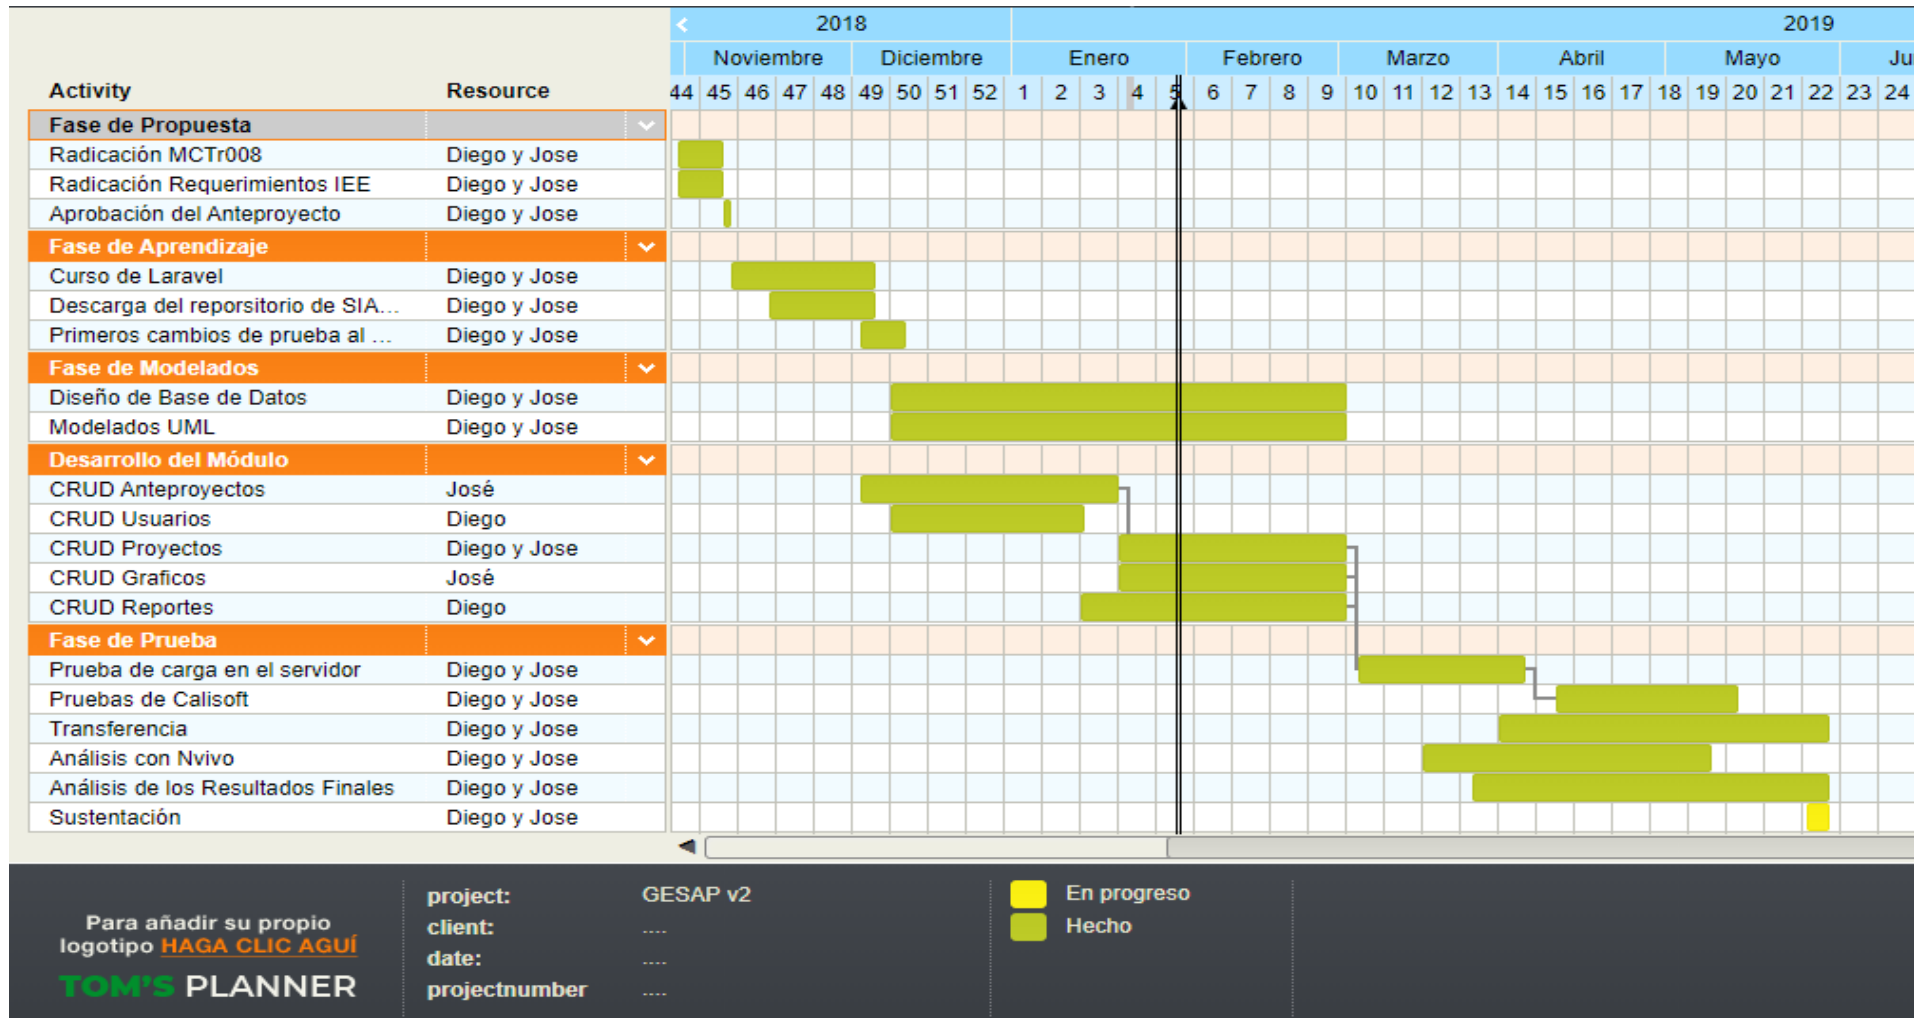 2018 2019
Noviembre Diciembre Enero Febrero Marzo Abril Mayo Ju
Activity Resource 44 45 46 47 48 49 50 51 52 1 2 3 4 5 6 7 8 9 10 11 12 13 14 15 16 17 18 19 20 21 22 23 24
Fase de Propuesta
Radicación MCTr008 Diego y Jose
Radicación Requerimientos IEE Diego y Jose
Aprobación del Anteproyecto Diego y Jose
Fase de Aprendizaje
Curso de Laravel Diego y Jose
Descarga del reporsitorio de SIA... Diego y Jose
Primeros cambios de prueba al ... Diego y Jose
Fase de Modelados
Diseño de Base de Datos Diego y Jose
Modelados UML Diego y Jose
Desarrollo del Módulo
CRUD Anteproyectos José
CRUD Usuarios Diego
CRUD Proyectos Diego y Jose
CRUD Graficos José
CRUD Reportes Diego
Fase de Prueba
Prueba de carga en el servidor Diego y Jose
Pruebas de Calisoft Diego y Jose
Transferencia Diego y Jose
Análisis con Nvivo Diego y Jose
Análisis de los Resultados Finales Diego y Jose
Sustentación Diego y Jose
Para añadir su propio
logotipo HAGA CLIC AGUÍ
TOM'S PLANNER
project: GESAP v2
client: ....
date: ....
projectnumber ....
En progreso
Hecho